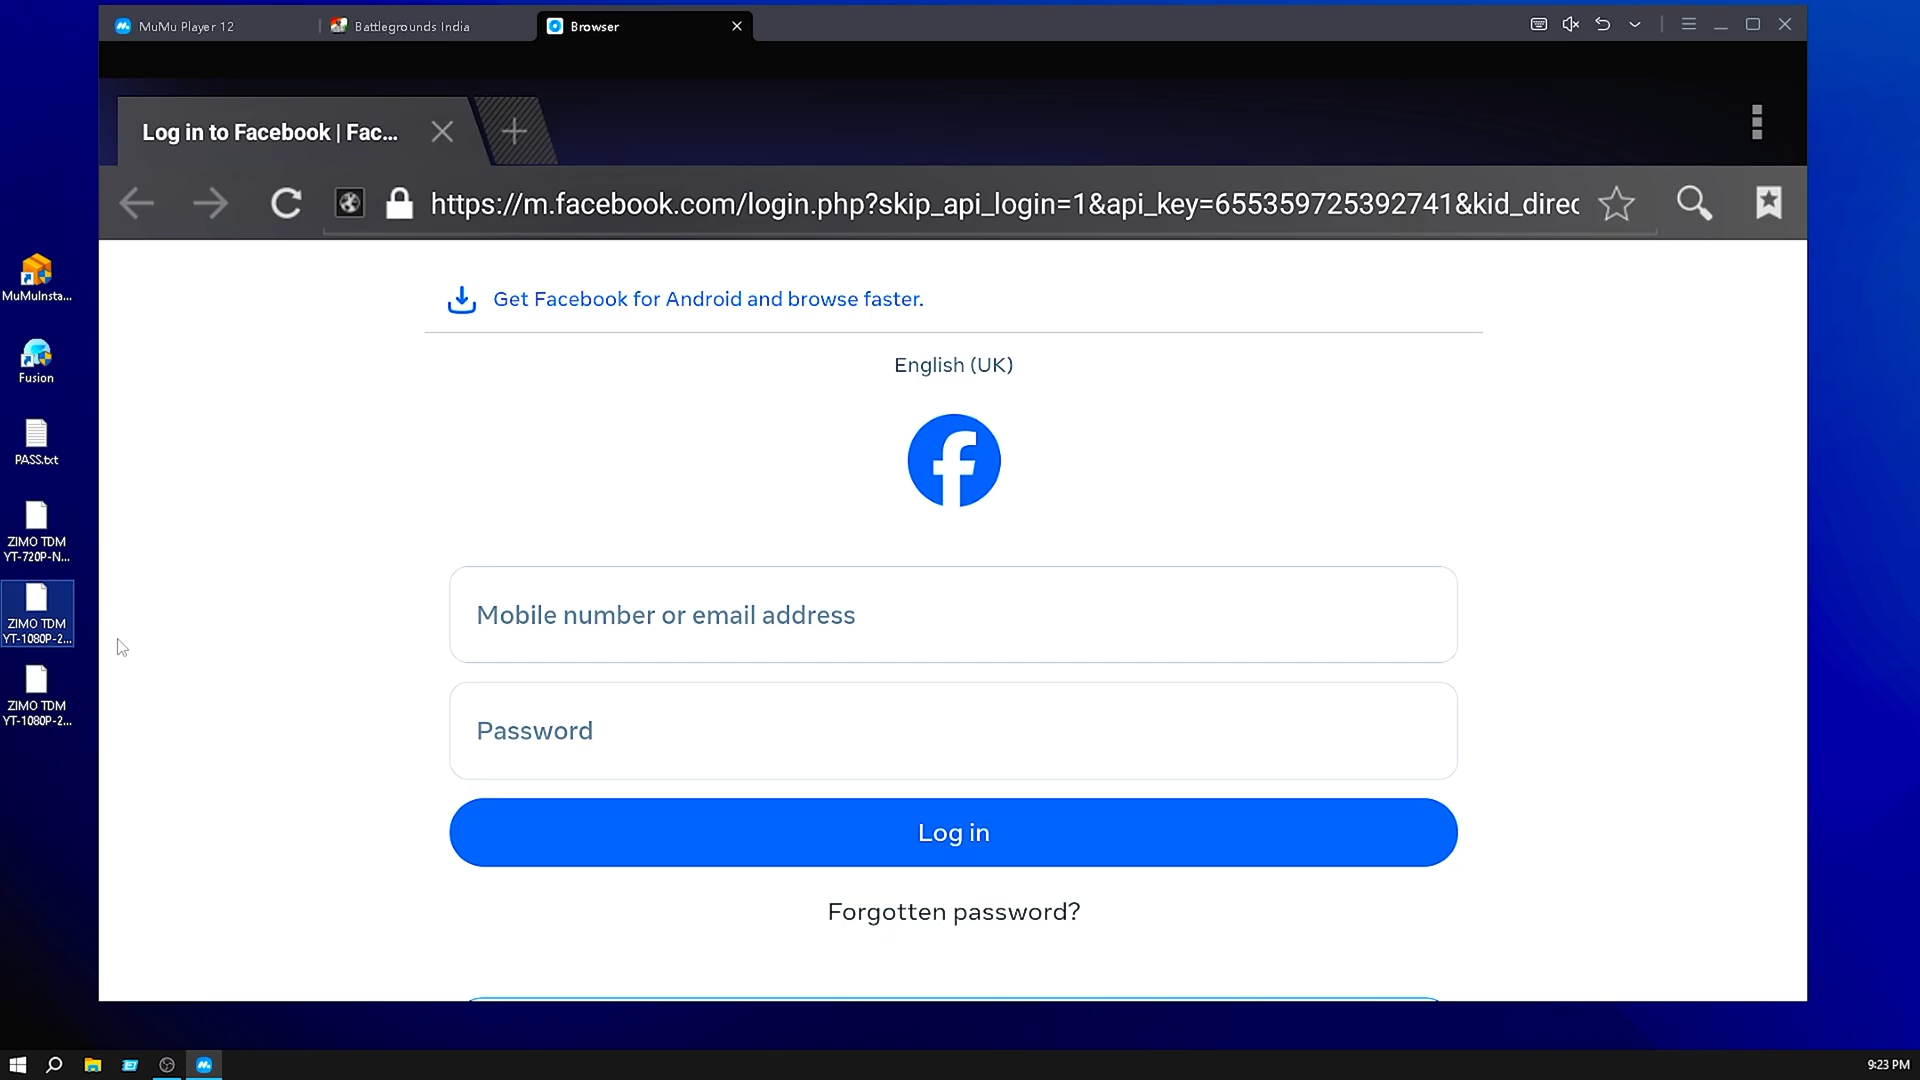 MuMu Player 12
Battlegrounds India
Browser
Log in to Facebook | Fac...
https://m.facebook.com/login.php?skip_api_login=1&api_key=655359725392741&kid_direc
Get Facebook for Android and browse faster.
English (UK)
Mobile number or email address
Password
Log in
Forgotten password?
MuMuInsta...
Fusion
PASS.txt
ZIMO TDM
YT-720P-N...
ZIMO TDM
YT-1080P-2...
ZIMO TDM
YT-1080P-2...
9:23 PM